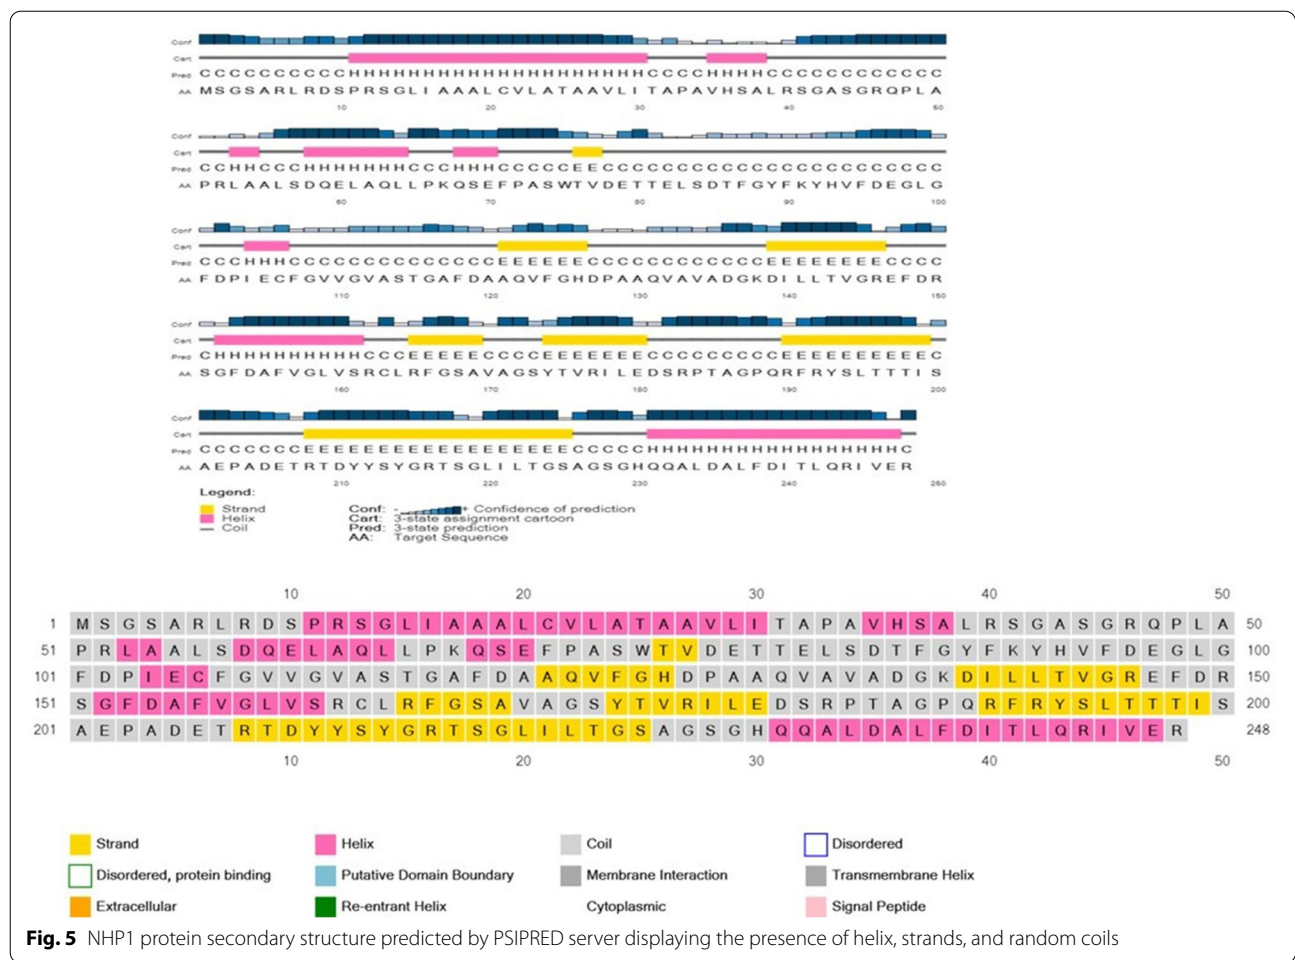 Conf
Cart
Pred CCCCCCCCCCHHHHHHHHHHHHHHHHHHHHCCCCHHHHCCCCCCCCCCCC
AA MSGSARLRDSPRSGLIAAALCVLATAAVLITAPAVHSALRSGASGRQPLA
10 20 30 40 50
Conf
Cart
Pred CCHHCCCHHHHHHHCCCHHHCCCCCEECCCCCCCCCCCCCCCCCCCCCCC
AA PRLAALSDQELAQLLPKQSEFPASWTVDETTELSDTFGYFKYHVFDEGLG
60 70 80 90 100
Conf
Cart
Pred CCCHHHCCCCCCCCCCCCCCEEEEEECCCCCCCCCCCCEEEEEEEECCCC
AA FDPIECFGVVGVASTGAFDAAQVFGHDPAAQVAVADGKDILLTVGREFDR
110 120 130 140 150
Conf
Cart
Pred CHHHHHHHHHHCCCEEEEECCCCEEEEEEECCCCCCCCCEEEEEEEEEEC
AA SGFDAFVGLVSRCLRFGSAVAGSYTVRILEDSRPTAGPQRFRYSLTTTIS
160 170 180 190 200
Conf
Cart
Pred CCCCCCCEEEEEEEEEEEEEEEEEECCCCCHHHHHHHHHHHHHHHHHC
AA AEPADETRTDYYSYGRTSGLILTGSAGSGHQQALDALFDITLQRIVER
210 220 230 240 250
Legend:
Strand
Helix
Coil
Conf: - + Confidence of prediction
Cart: 3-state assignment cartoon
Pred: 3-state prediction
AA: Target Sequence
10 20 30 40 50
1 M S G S A R L R D S P R S G L I A A A L C V L A T A A V L I T A P A V H S A L R S G A S G R Q P L A 50
51 P R L A A L S D Q E L A Q L L P K Q S E F P A S W T V D E T T E L S D T F G Y F K Y H V F D E G L G 100
101 F D P I E C F G V V G V A S T G A F D A A Q V F G H D P A A Q V A V A D G K D I L L T V G R E F D R 150
151 S G F D A F V G L V S R C L R F G S A V A G S Y T V R I L E D S R P T A G P Q R F R Y S L T T T I S 200
201 A E P A D E T R T D Y Y S Y G R T S G L I L T G S A G S G H Q Q A L D A L F D I T L Q R I V E R 248
10 20 30 40 50
Strand Helix Coil Disordered
Disordered, protein binding Putative Domain Boundary Membrane Interaction Transmembrane Helix
Extracellular Re-entrant Helix Cytoplasmic Signal Peptide
Fig. 5 NHP1 protein secondary structure predicted by PSIPRED server displaying the presence of helix, strands, and random coils